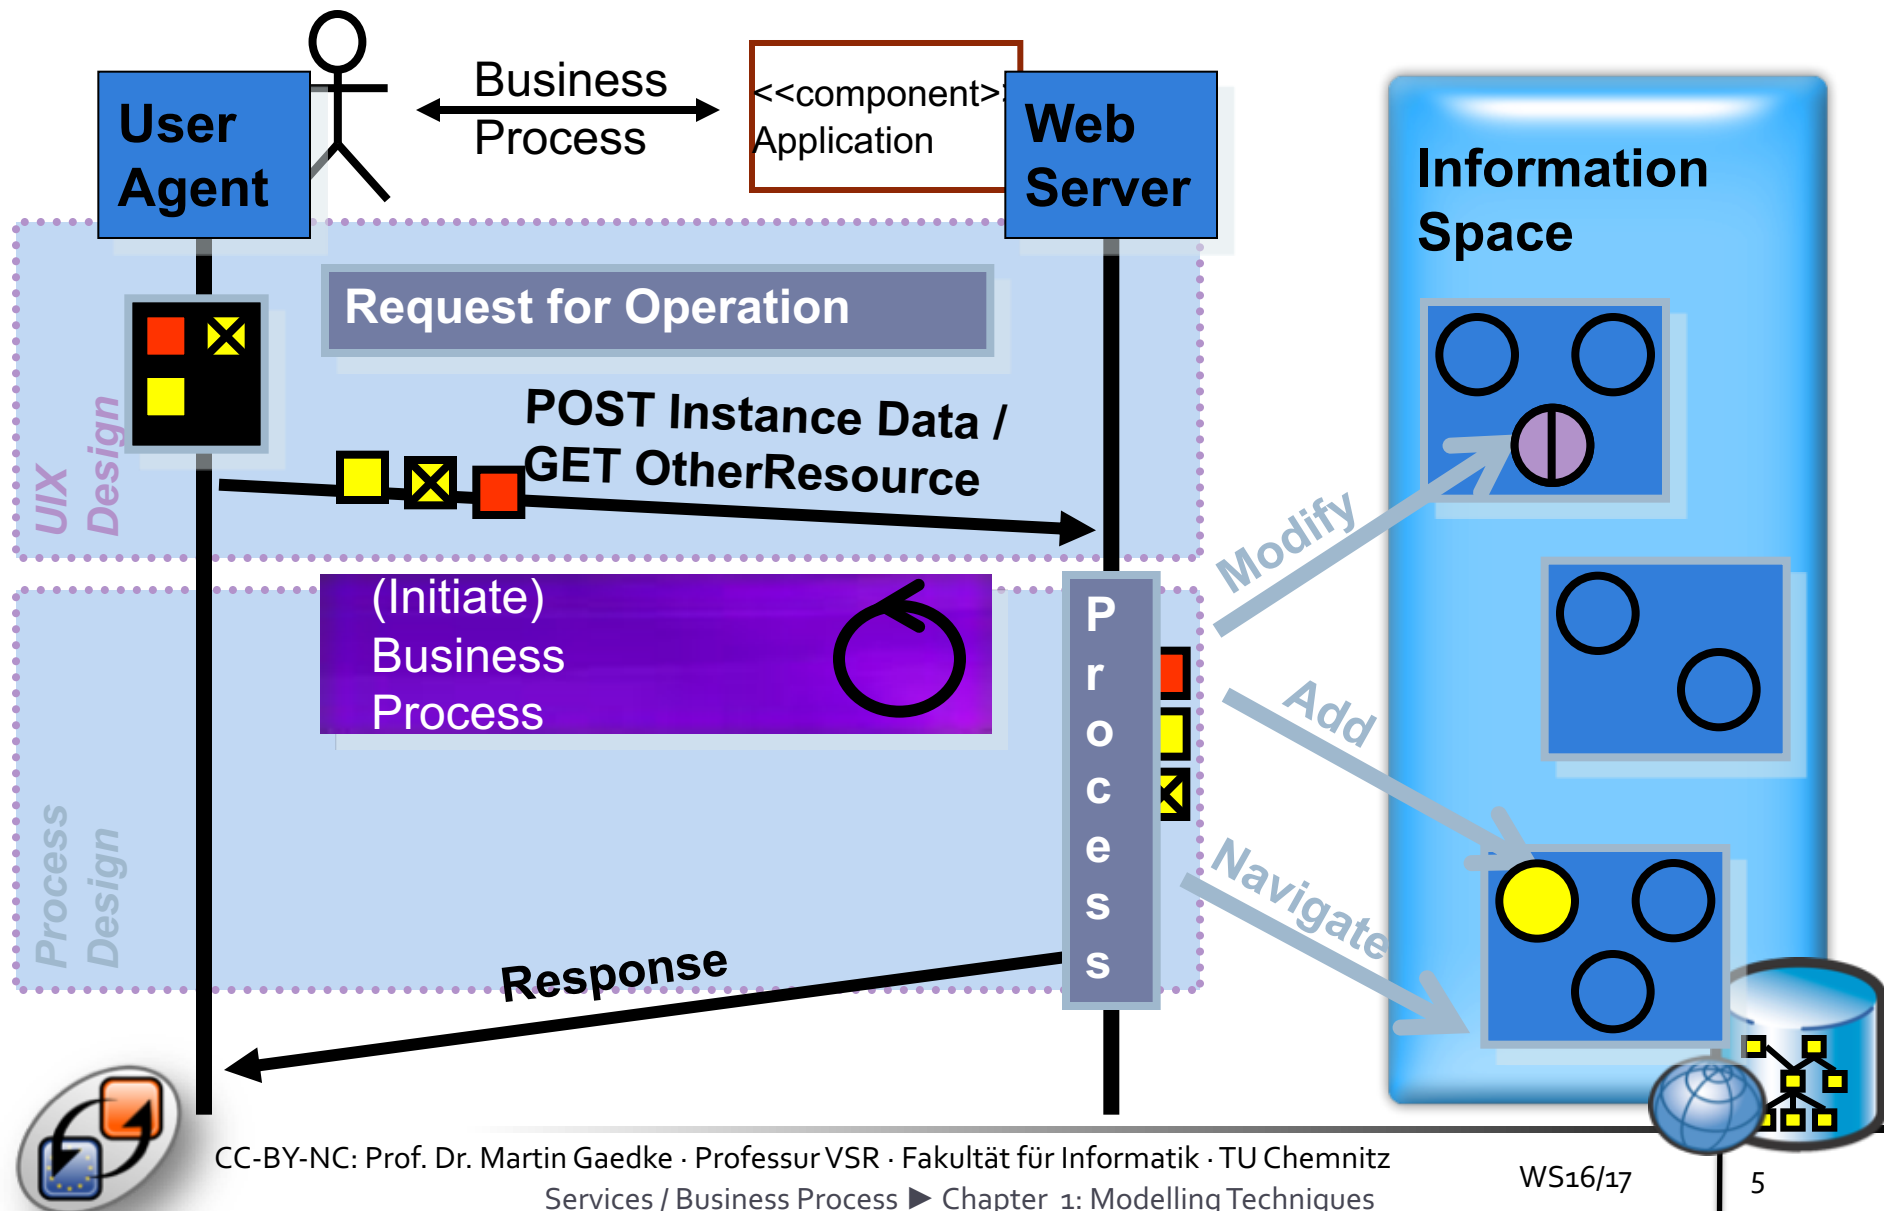 Business
Process
<<component>>
Application
User
Agent
Web
Server
Information
Space
Request for Operation
POST Instance Data /
GET OtherResource
UIX
Design
Modify
(Initiate)
Business
Process
Process
Add
Navigate
Process
Design
Response
CC-BY-NC: Prof. Dr. Martin Gaedke · Professur VSR · Fakultät für Informatik · TU Chemnitz
Services / Business Process ► Chapter 1: Modelling Techniques
WS16/17
5